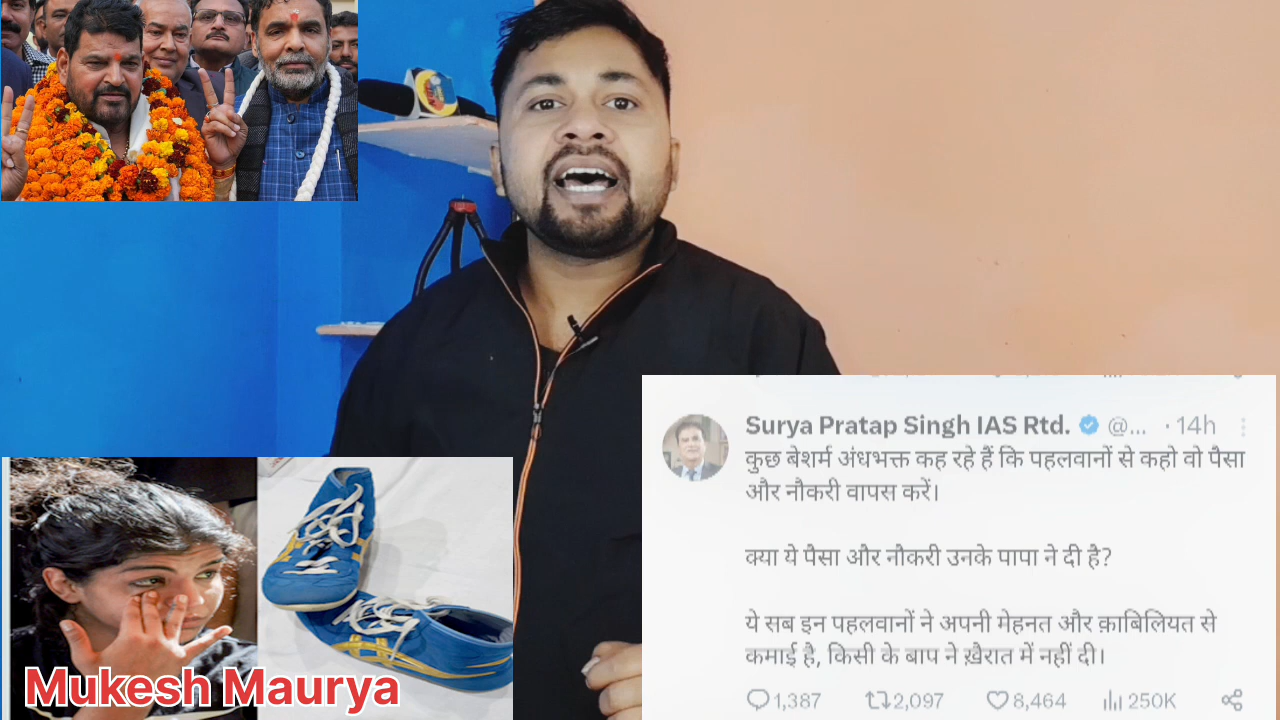 Surya Pratap Singh IAS Rtd. @... · 14h
कुछ बेशर्म अंधभक्त कह रहे हैं कि पहलवानों से कहो वो पैसा
और नौकरी वापस करें।
क्या ये पैसा और नौकरी उनके पापा ने दी है?
ये सब इन पहलवानों ने अपनी मेहनत और क़ाबिलियत से
कमाई है, किसी के बाप ने ख़ैरात में नहीं दी।
1,387 2,097 8,464 250K
Mukesh Maurya